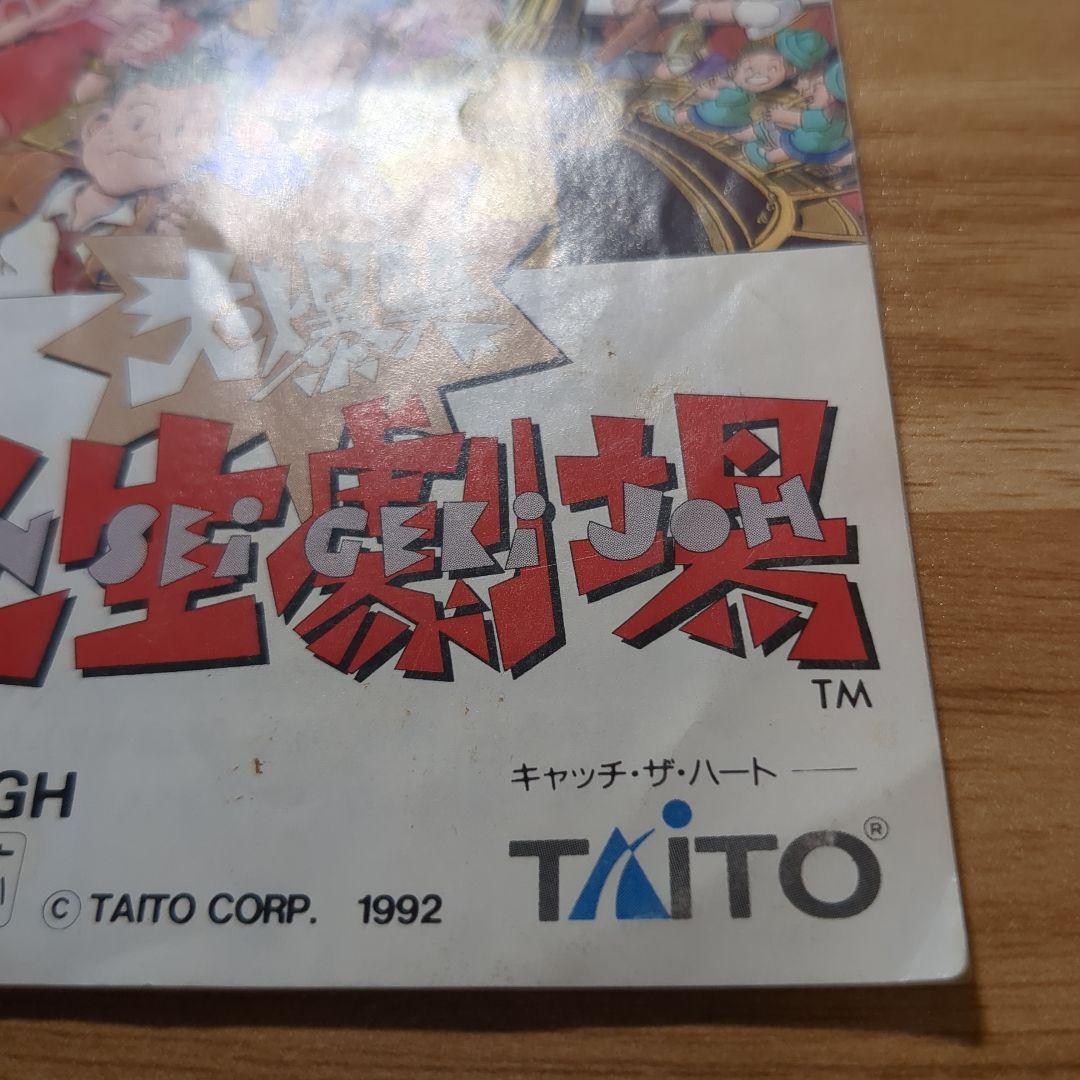 大爆笑
生劇場
SEI GEKI JOH
TM
GH
キャッチ・ザ・ハート
TAITO®
© TAITO CORP. 1992